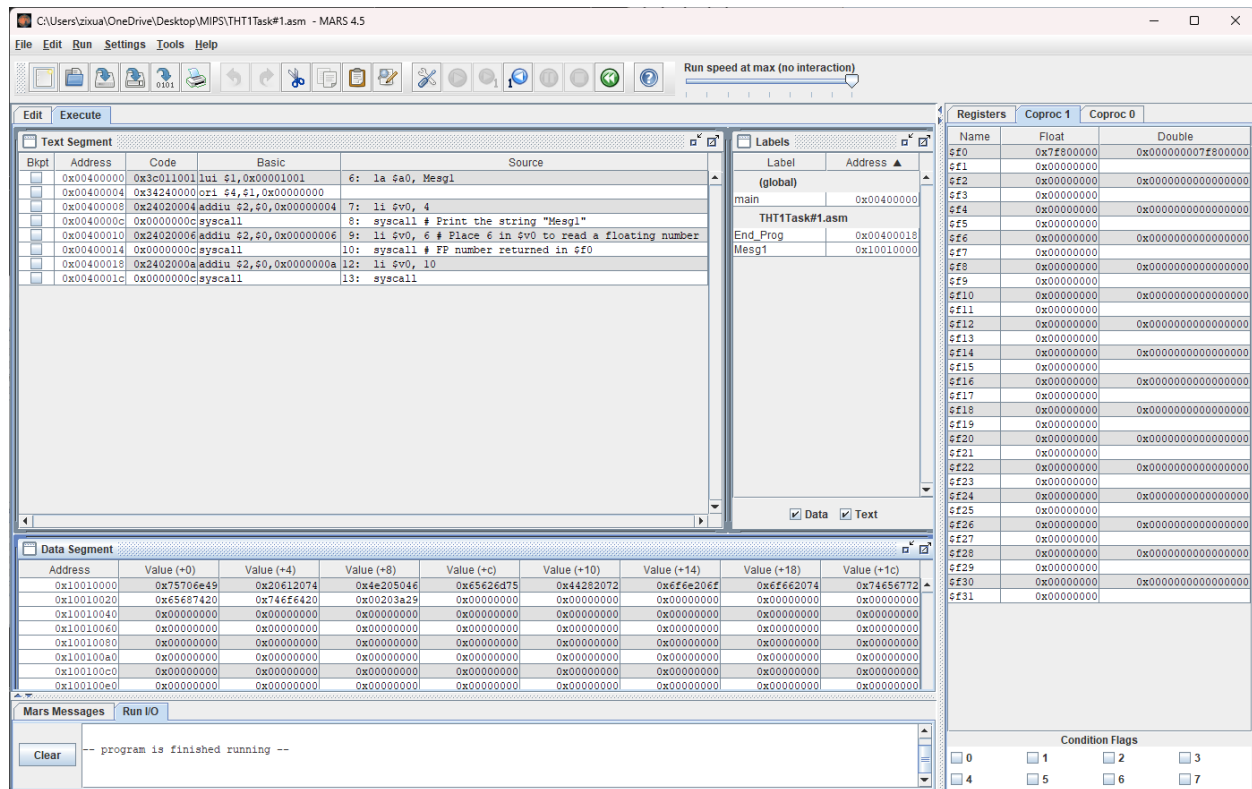 C:\Users\zixua\OneDrive\Desktop\MIPS\THT1Task#1.asm - MARS 4.5
File Edit Run Settings Tools Help
Run speed at max (no interaction)
Edit Execute
Text Segment
Bkpt Address Code Basic Source
0x00400000 0x3c011001 lui $1,0x00001001 6: la $a0, Mesg1
0x00400004 0x34240000 ori $4,$1,0x00000000
0x00400008 0x24020004 addiu $2,$0,0x00000004 7: li $v0, 4
0x0040000c 0x0000000c syscall 8: syscall # Print the string "Mesg1"
0x00400010 0x24020006 addiu $2,$0,0x00000006 9: li $v0, 6 # Place 6 in $v0 to read a floating number
0x00400014 0x0000000c syscall 10: syscall # FP number returned in $f0
0x00400018 0x2402000a addiu $2,$0,0x0000000a 12: li $v0, 10
0x0040001c 0x0000000c syscall 13: syscall
Labels
Label Address ▲
(global)
main 0x00400000
THT1Task#1.asm
End_Prog 0x00400018
Mesg1 0x10010000
Data Text
Data Segment
Address Value (+0) Value (+4) Value (+8) Value (+c) Value (+10) Value (+14) Value (+18) Value (+1c)
0x10010000 0x75706e49 0x20612074 0x4e205046 0x65626d75 0x44282072 0x6f6e206f 0x6f662074 0x74656772
0x10010020 0x65687420 0x746f6420 0x00203a29 0x00000000 0x00000000 0x00000000 0x00000000 0x00000000
0x10010040 0x00000000 0x00000000 0x00000000 0x00000000 0x00000000 0x00000000 0x00000000 0x00000000
0x10010060 0x00000000 0x00000000 0x00000000 0x00000000 0x00000000 0x00000000 0x00000000 0x00000000
0x10010080 0x00000000 0x00000000 0x00000000 0x00000000 0x00000000 0x00000000 0x00000000 0x00000000
0x100100a0 0x00000000 0x00000000 0x00000000 0x00000000 0x00000000 0x00000000 0x00000000 0x00000000
0x100100c0 0x00000000 0x00000000 0x00000000 0x00000000 0x00000000 0x00000000 0x00000000 0x00000000
0x100100e0 0x00000000 0x00000000 0x00000000 0x00000000 0x00000000 0x00000000 0x00000000 0x00000000
Mars Messages Run I/O
Clear
-- program is finished running --
Registers Coproc 1 Coproc 0
Name Float Double
$f0 0x7f800000 0x000000007f800000
$f1 0x00000000
$f2 0x00000000 0x0000000000000000
$f3 0x00000000
$f4 0x00000000 0x0000000000000000
$f5 0x00000000
$f6 0x00000000 0x0000000000000000
$f7 0x00000000
$f8 0x00000000 0x0000000000000000
$f9 0x00000000
$f10 0x00000000 0x0000000000000000
$f11 0x00000000
$f12 0x00000000 0x0000000000000000
$f13 0x00000000
$f14 0x00000000 0x0000000000000000
$f15 0x00000000
$f16 0x00000000 0x0000000000000000
$f17 0x00000000
$f18 0x00000000 0x0000000000000000
$f19 0x00000000
$f20 0x00000000 0x0000000000000000
$f21 0x00000000
$f22 0x00000000 0x0000000000000000
$f23 0x00000000
$f24 0x00000000 0x0000000000000000
$f25 0x00000000
$f26 0x00000000 0x0000000000000000
$f27 0x00000000
$f28 0x00000000 0x0000000000000000
$f29 0x00000000
$f30 0x00000000 0x0000000000000000
$f31 0x00000000
Condition Flags
0 1 2 3
4 5 6 7